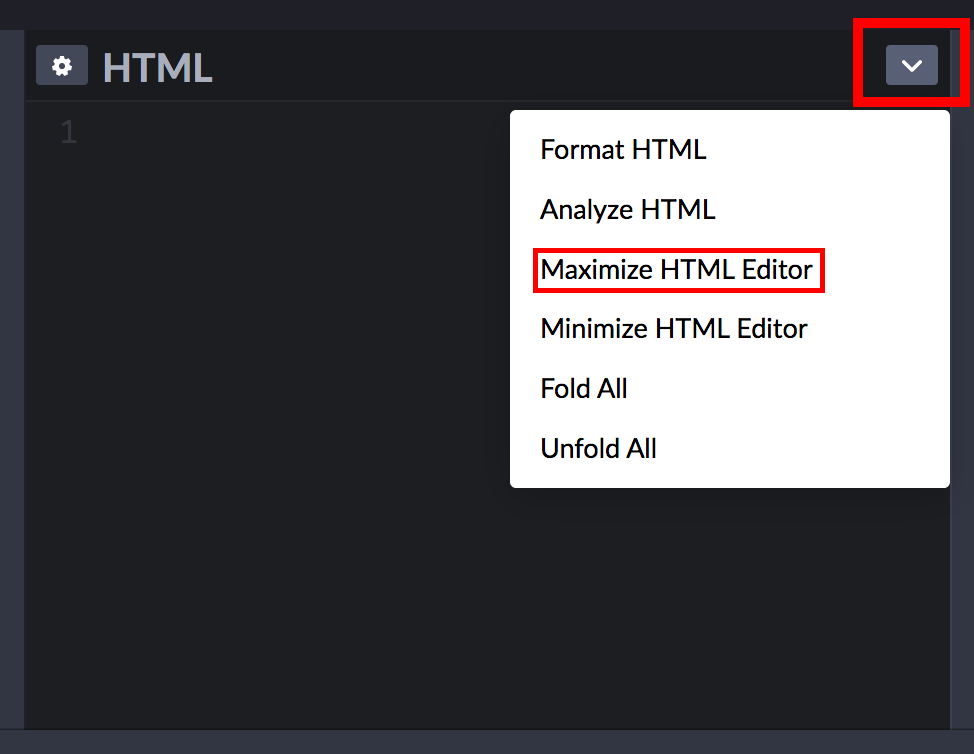 HTML
1
Format HTML
Analyze HTML
Maximize HTML Editor
Minimize HTML Editor
Fold All
Unfold All